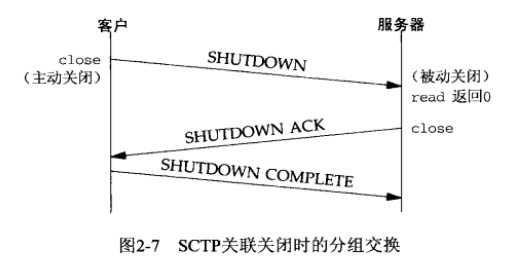 客户
服务器
close
(主动关闭)
SHUTDOWN
(被动关闭)
read 返回0
SHUTDOWN ACK
close
SHUTDOWN COMPLETE
图2-7 SCTP关联关闭时的分组交换